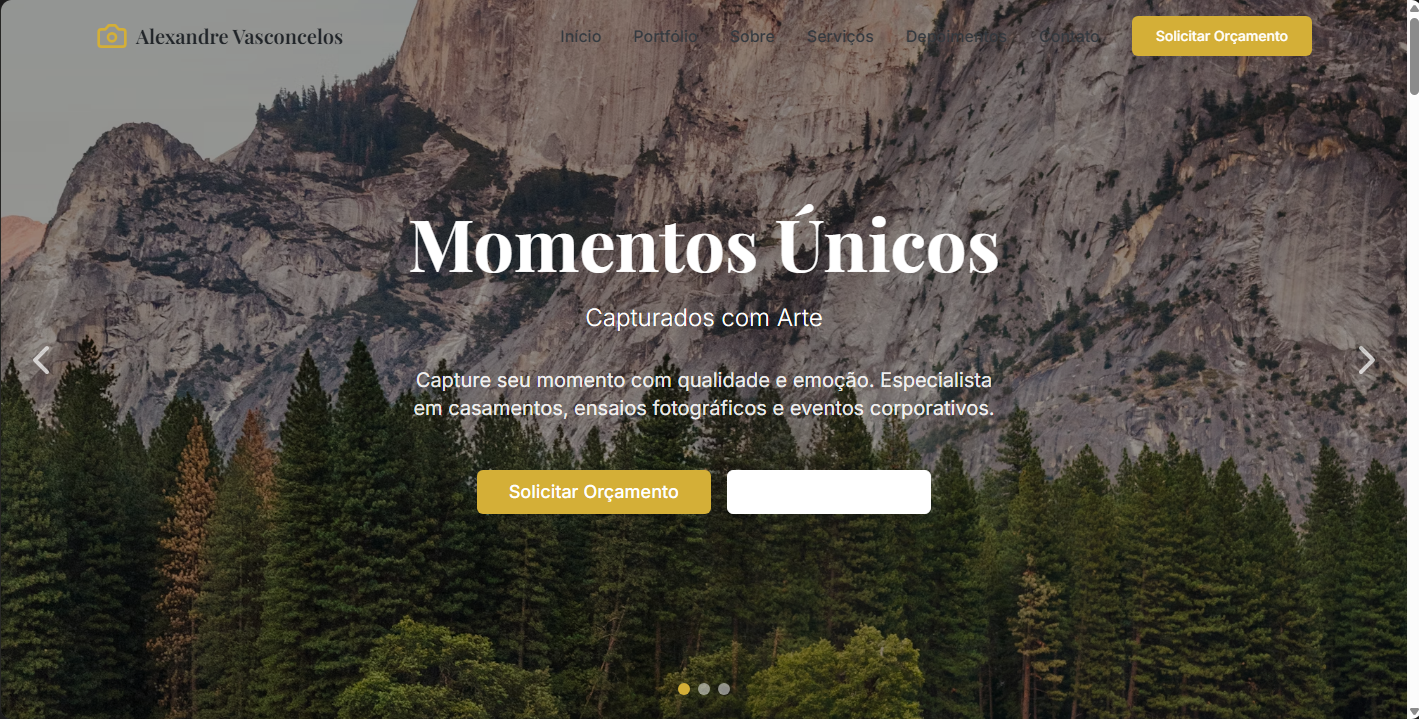 Alexandre Vasconcelos
Início
Portfólio
Sobre
Serviços
Depoimentos
Contato
Solicitar Orçamento
Momentos Únicos
Capturados com Arte
Capture seu momento com qualidade e emoção. Especialista
em casamentos, ensaios fotográficos e eventos corporativos.
Solicitar Orçamento